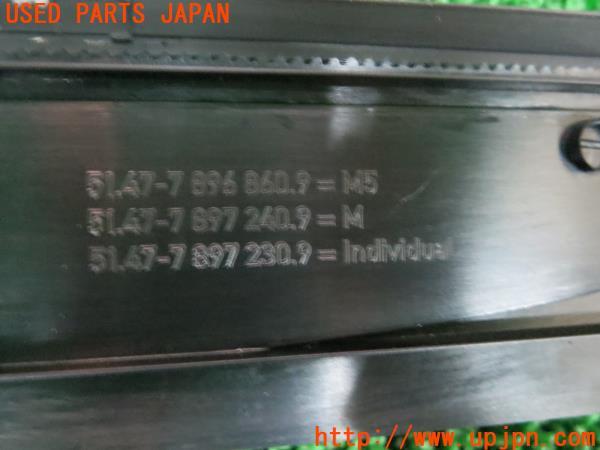 USED PARTS JAPAN
51.47-7 896 860.9 = M5
51.47-7 897 240.9 = M
51.47-7 897 230.9 = Individual
http://www.upjpn.com